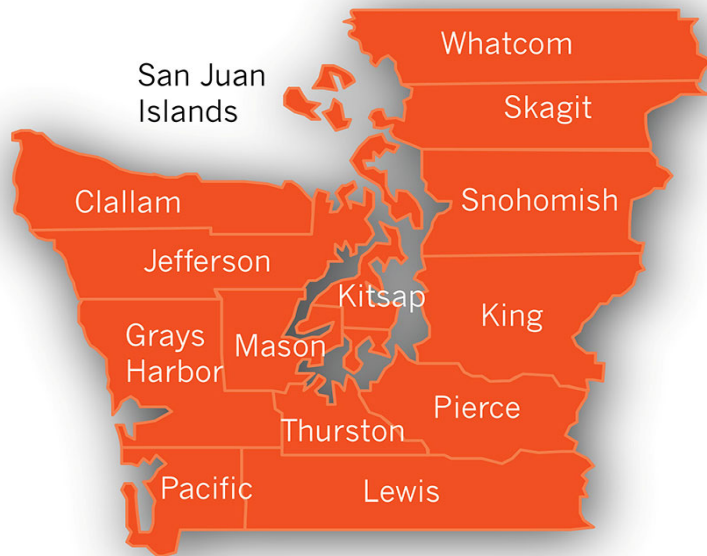 Whatcom
San Juan
Islands
Skagit
Clallam
Snohomish
Jefferson
Kitsap
King
Grays
Harbor
Mason
Pierce
Thurston
Pacific
Lewis